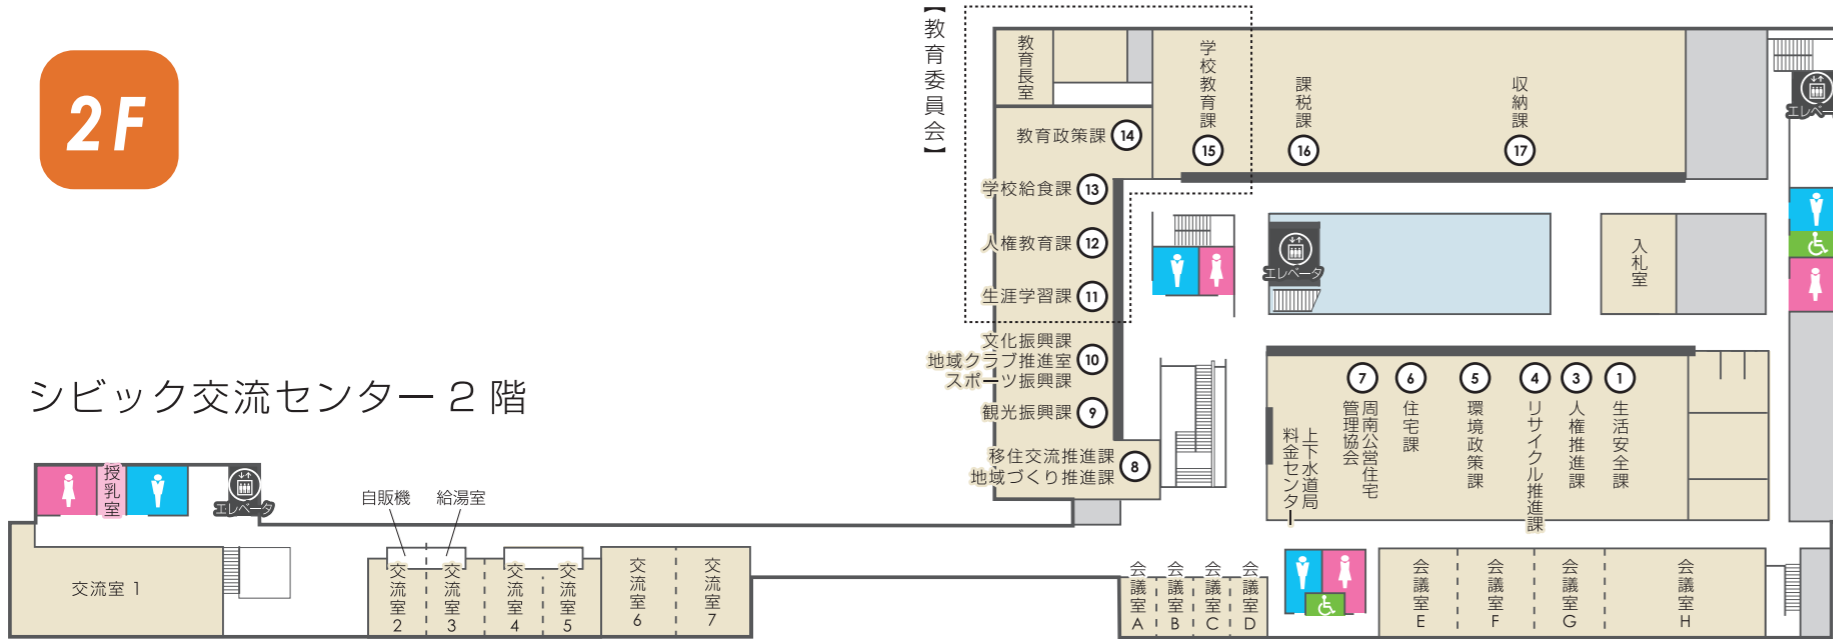 2F
【教育委員会】
教育長室
学校教育課
15
課税課
16
収納課
17
エレベー
教育政策課 14
学校給食課 13
人権教育課 12
生涯学習課 11
文化振興課
地域クラブ推進室 10
スポーツ振興課
観光振興課 9
移住交流推進課
地域づくり推進課 8
エレベータ
入札室
7
周南公営住宅
管理協会
6
住宅課
5
環境政策課
4
リサイクル推進課
3
人権推進課
1
生活安全課
上下水道局
料金センター
シビック交流センター 2 階
授乳室
エレベータ
自販機
給湯室
交流室 1
交流室2
交流室3
交流室4
交流室5
交流室6
交流室7
会議室A
会議室B
会議室C
会議室D
会議室E
会議室F
会議室G
会議室H